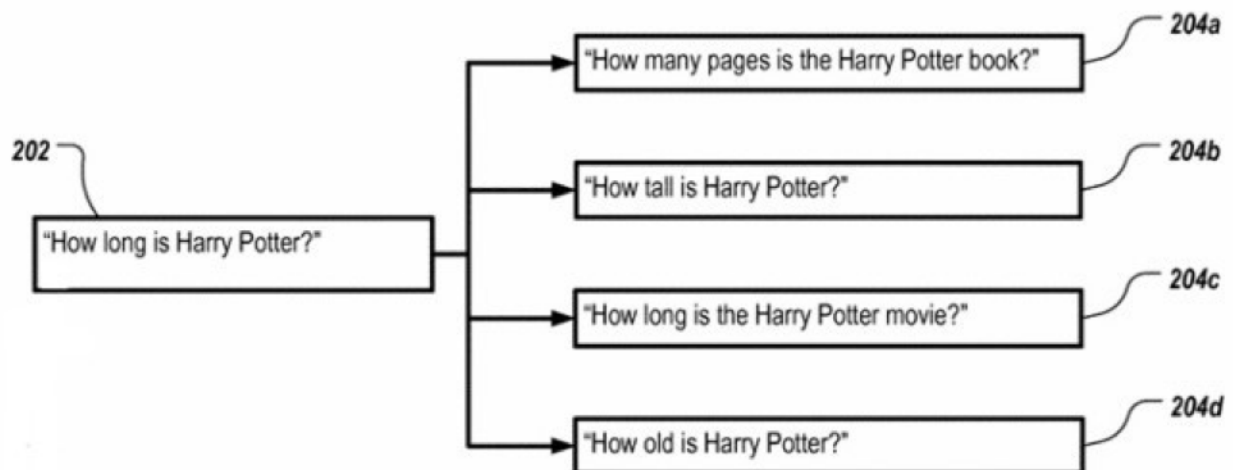 204a
“How many pages is the Harry Potter book?”
202
204b
“How tall is Harry Potter?”
“How long is Harry Potter?”
204c
“How long is the Harry Potter movie?”
204d
“How old is Harry Potter?”